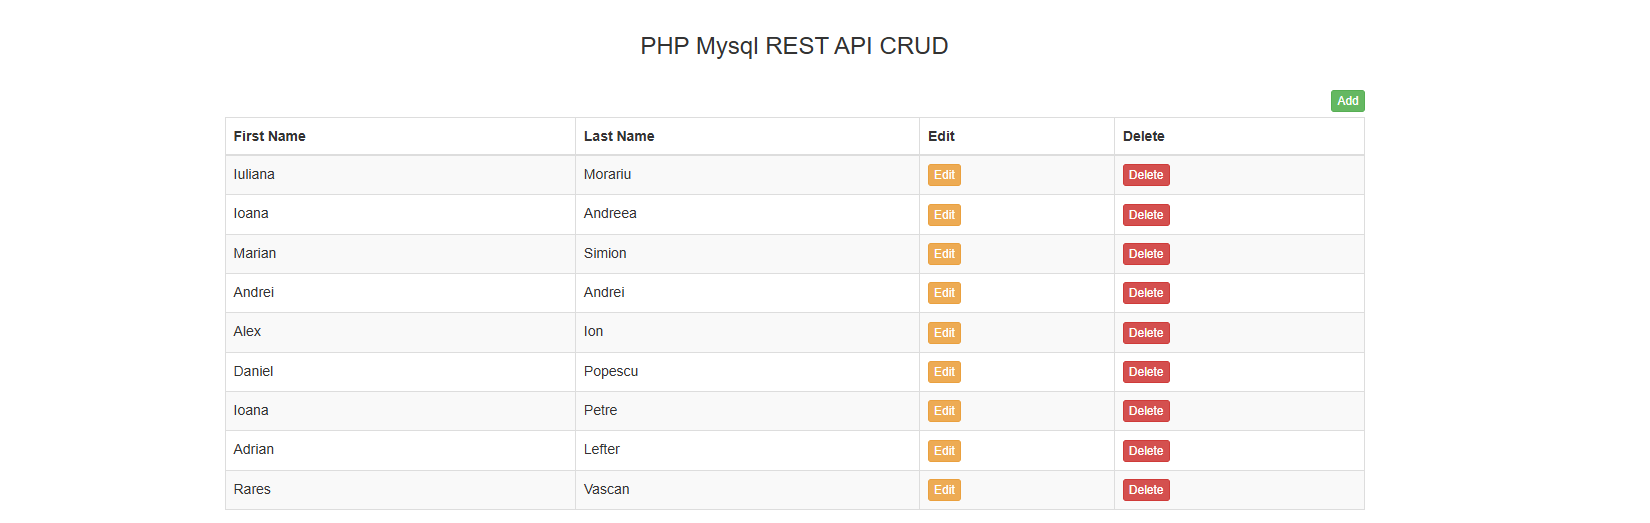 PHP Mysql REST API CRUD
Add
First Name Last Name Edit Delete
Iuliana Morariu Edit Delete
Ioana Andreea Edit Delete
Marian Simion Edit Delete
Andrei Andrei Edit Delete
Alex Ion Edit Delete
Daniel Popescu Edit Delete
Ioana Petre Edit Delete
Adrian Lefter Edit Delete
Rares Vascan Edit Delete